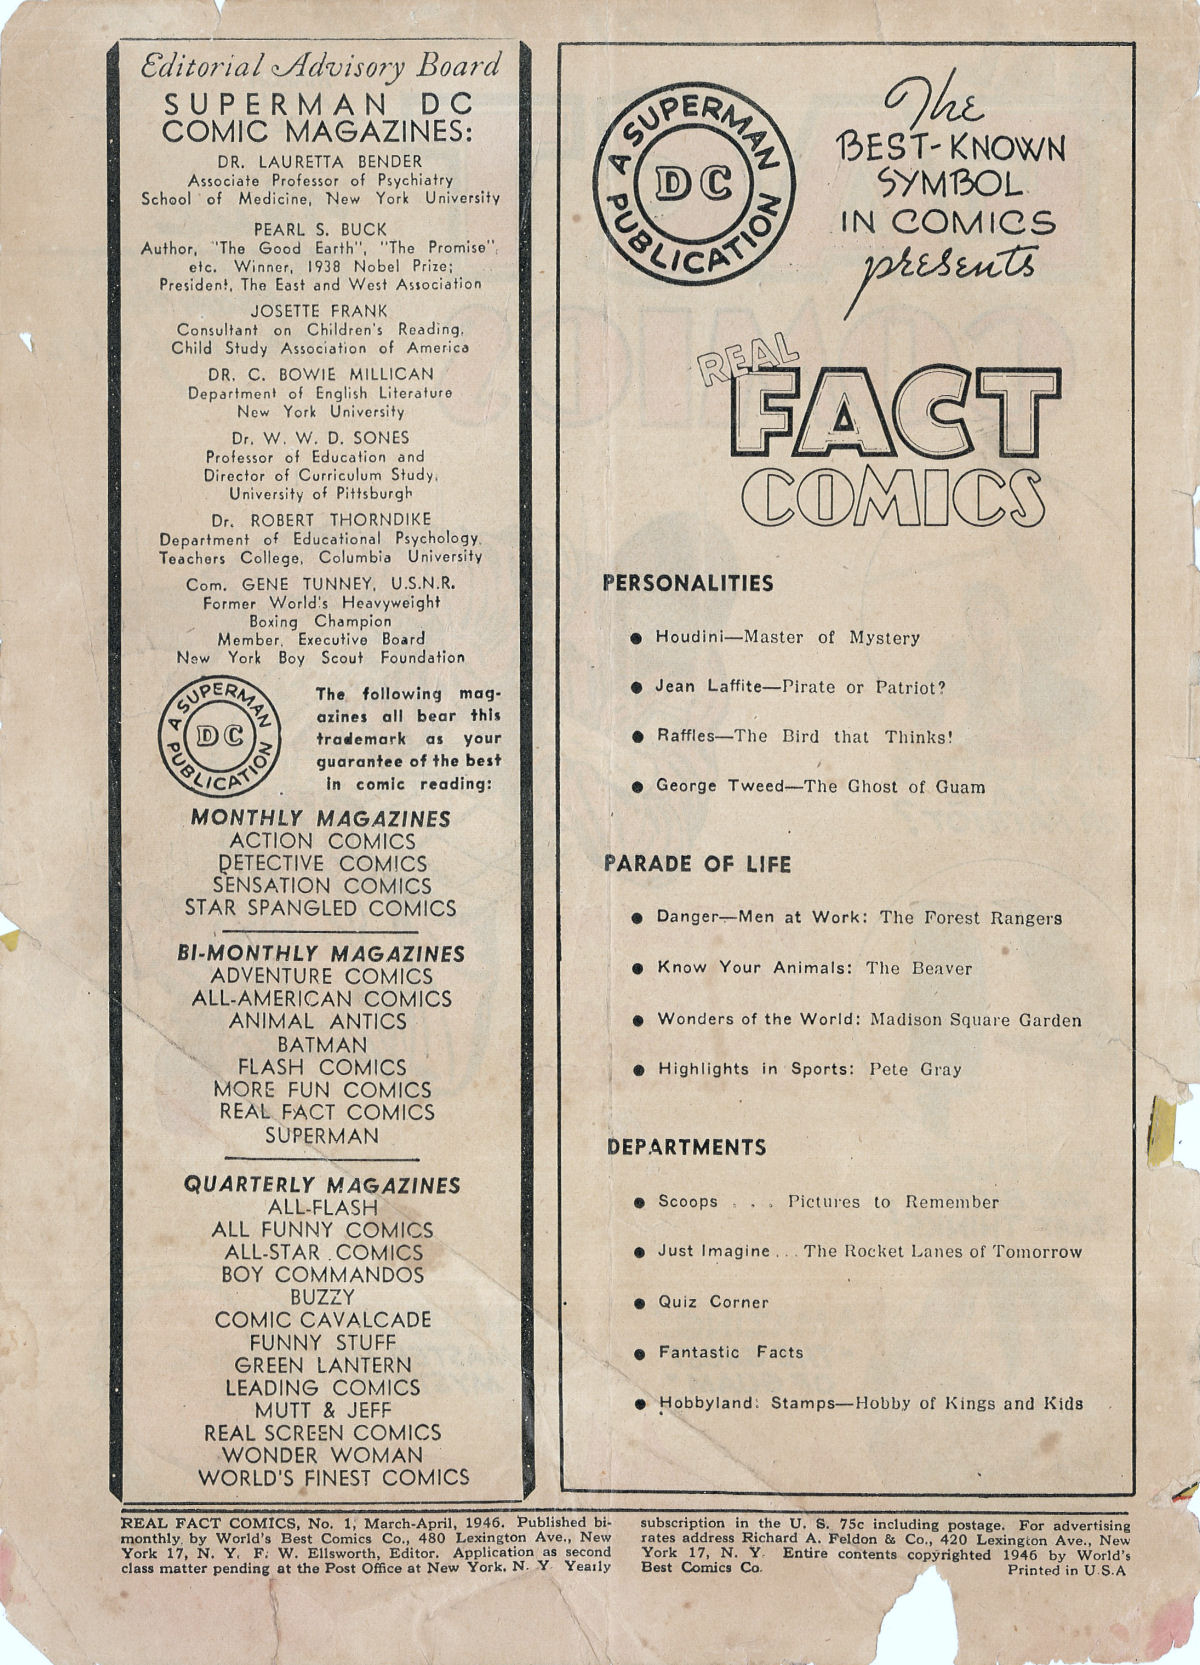 Editorial Advisory Board
SUPERMAN DC
COMIC MAGAZINES:
DR. LAURETTA BENDER
Associate Professor of Psychiatry
School of Medicine, New York University
PEARL S. BUCK
Author, "The Good Earth", "The Promise",
etc. Winner, 1938 Nobel Prize;
President, The East and West Association
JOSETTE FRANK
Consultant on Children's Reading,
Child Study Association of America
DR. C. BOWIE MILLICAN
Department of English Literature
New York University
Dr. W. W. D. SONES
Professor of Education and
Director of Curriculum Study,
University of Pittsburgh
Dr. ROBERT THORNDIKE
Department of Educational Psychology,
Teachers College, Columbia University
Com. GENE TUNNEY, U.S.N.R.
Former World's Heavyweight
Boxing Champion
Member, Executive Board
New York Boy Scout Foundation
A SUPERMAN
DC
PUBLICATION
The following mag-
azines all bear this
trademark as your
guarantee of the best
in comic reading:
MONTHLY MAGAZINES
ACTION COMICS
DETECTIVE COMICS
SENSATION COMICS
STAR SPANGLED COMICS
BI-MONTHLY MAGAZINES
ADVENTURE COMICS
ALL-AMERICAN COMICS
ANIMAL ANTICS
BATMAN
FLASH COMICS
MORE FUN COMICS
REAL FACT COMICS
SUPERMAN
QUARTERLY MAGAZINES
ALL-FLASH
ALL FUNNY COMICS
ALL-STAR COMICS
BOY COMMANDOS
BUZZY
COMIC CAVALCADE
FUNNY STUFF
GREEN LANTERN
LEADING COMICS
MUTT & JEFF
REAL SCREEN COMICS
WONDER WOMAN
WORLD'S FINEST COMICS
A SUPERMAN
DC
PUBLICATION
The
BEST-KNOWN
SYMBOL
IN COMICS
presents
REAL
FACT
COMICS
PERSONALITIES
● Houdini—Master of Mystery
● Jean Laffite—Pirate or Patriot?
● Raffles—The Bird that Thinks!
● George Tweed—The Ghost of Guam
PARADE OF LIFE
● Danger—Men at Work: The Forest Rangers
● Know Your Animals: The Beaver
● Wonders of the World: Madison Square Garden
● Highlights in Sports: Pete Gray
DEPARTMENTS
● Scoops . . . Pictures to Remember
● Just Imagine . . . The Rocket Lanes of Tomorrow
● Quiz Corner
● Fantastic Facts
● Hobbyland: Stamps—Hobby of Kings and Kids
REAL FACT COMICS, No. 1, March-April, 1946. Published bi-
monthly by World's Best Comics Co., 480 Lexington Ave., New
York 17, N. Y. F. W. Ellsworth, Editor. Application as second
class matter pending at the Post Office at New York, N. Y. Yearly
subscription in the U. S. 75c including postage. For advertising
rates address Richard A. Feldon & Co., 420 Lexington Ave., New
York 17, N. Y. Entire contents copyrighted 1946 by World's
Best Comics Co. Printed in U.S.A